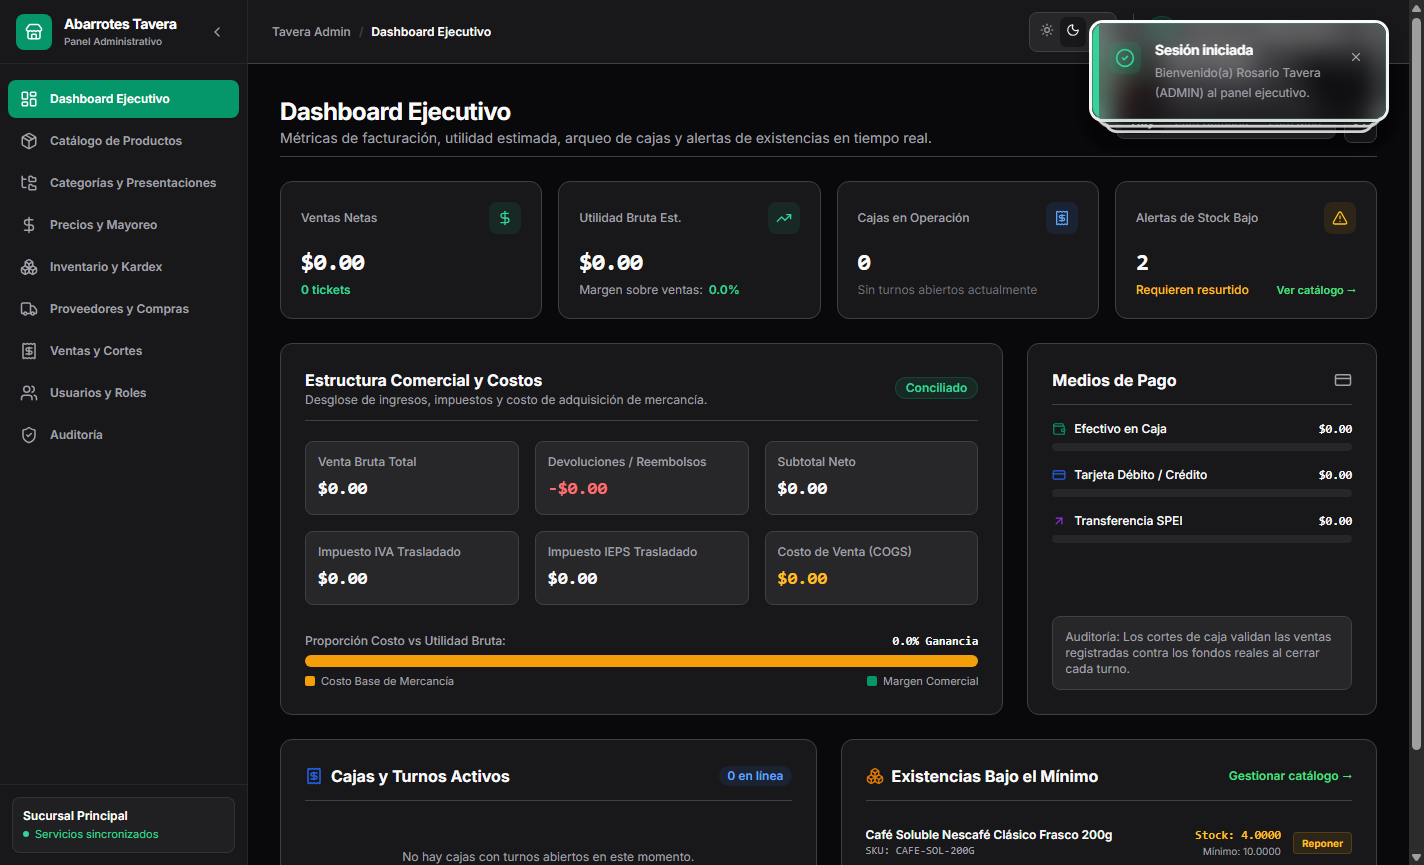 Abarrotes Tavera
Panel Administrativo
Dashboard Ejecutivo
Catálogo de Productos
Categorías y Presentaciones
Precios y Mayoreo
Inventario y Kardex
Proveedores y Compras
Ventas y Cortes
Usuarios y Roles
Auditoría
Sucursal Principal
Servicios sincronizados
Tavera Admin / Dashboard Ejecutivo
Sesión iniciada
Bienvenido(a) Rosario Tavera
(ADMIN) al panel ejecutivo.
Dashboard Ejecutivo
Métricas de facturación, utilidad estimada, arqueo de cajas y alertas de existencias en tiempo real.
Ventas Netas
$0.00
0 tickets
Utilidad Bruta Est.
$0.00
Margen sobre ventas: 0.0%
Cajas en Operación
0
Sin turnos abiertos actualmente
Alertas de Stock Bajo
2
Requieren resurtido Ver catálogo →
Estructura Comercial y Costos
Desglose de ingresos, impuestos y costo de adquisición de mercancía.
Conciliado
Venta Bruta Total
$0.00
Devoluciones / Reembolsos
-$0.00
Subtotal Neto
$0.00
Impuesto IVA Trasladado
$0.00
Impuesto IEPS Trasladado
$0.00
Costo de Venta (COGS)
$0.00
Proporción Costo vs Utilidad Bruta: 0.0% Ganancia
Costo Base de Mercancía Margen Comercial
Medios de Pago
Efectivo en Caja $0.00
Tarjeta Débito / Crédito $0.00
Transferencia SPEI $0.00
Auditoría: Los cortes de caja validan las ventas
registradas contra los fondos reales al cerrar
cada turno.
Cajas y Turnos Activos 0 en línea
No hay cajas con turnos abiertos en este momento.
Existencias Bajo el Mínimo Gestionar catálogo →
Café Soluble Nescafé Clásico Frasco 200g
SKU: CAFE-SOL-200G
Stock: 4.0000
Mínimo: 10.0000
Reponer